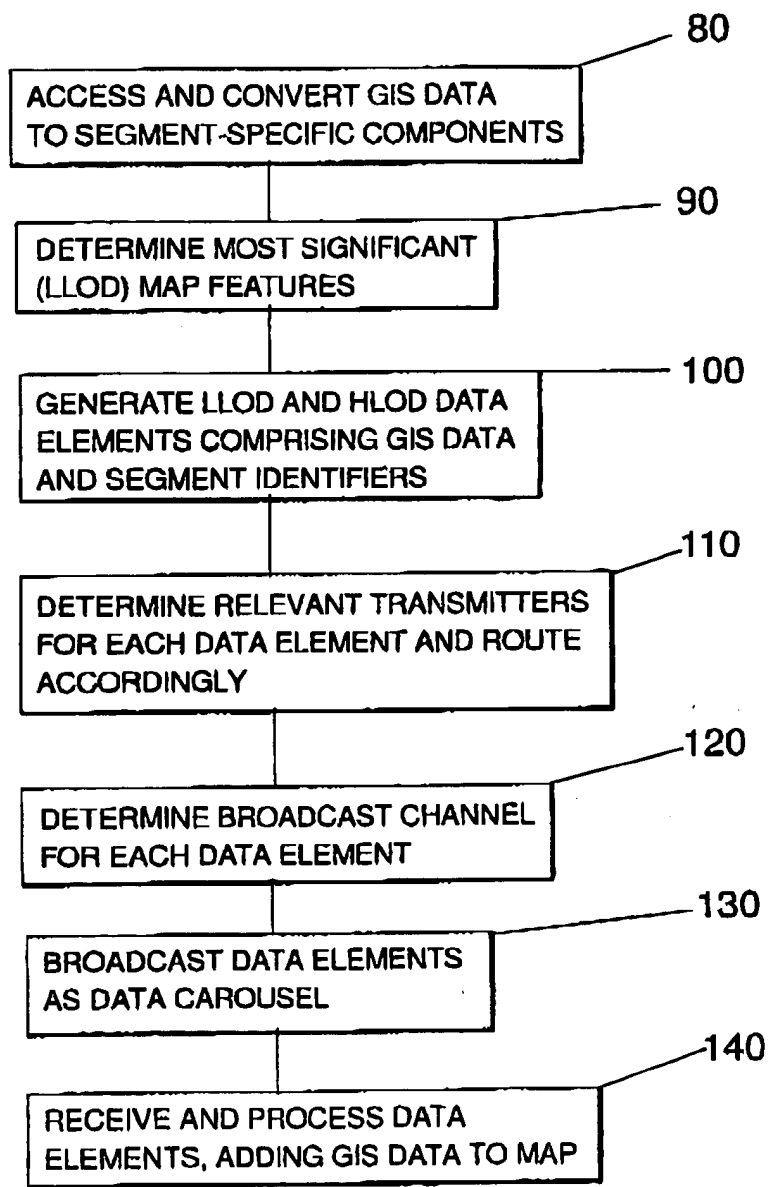 80
ACCESS AND CONVERT GIS DATA
TO SEGMENT-SPECIFIC COMPONENTS
90
DETERMINE MOST SIGNIFICANT
(LLOD) MAP FEATURES
100
GENERATE LLOD AND HLOD DATA
ELEMENTS COMPRISING GIS DATA
AND SEGMENT IDENTIFIERS
110
DETERMINE RELEVANT TRANSMITTERS
FOR EACH DATA ELEMENT AND ROUTE
ACCORDINGLY
120
DETERMINE BROADCAST CHANNEL
FOR EACH DATA ELEMENT
130
BROADCAST DATA ELEMENTS
AS DATA CAROUSEL
140
RECEIVE AND PROCESS DATA
ELEMENTS, ADDING GIS DATA TO MAP